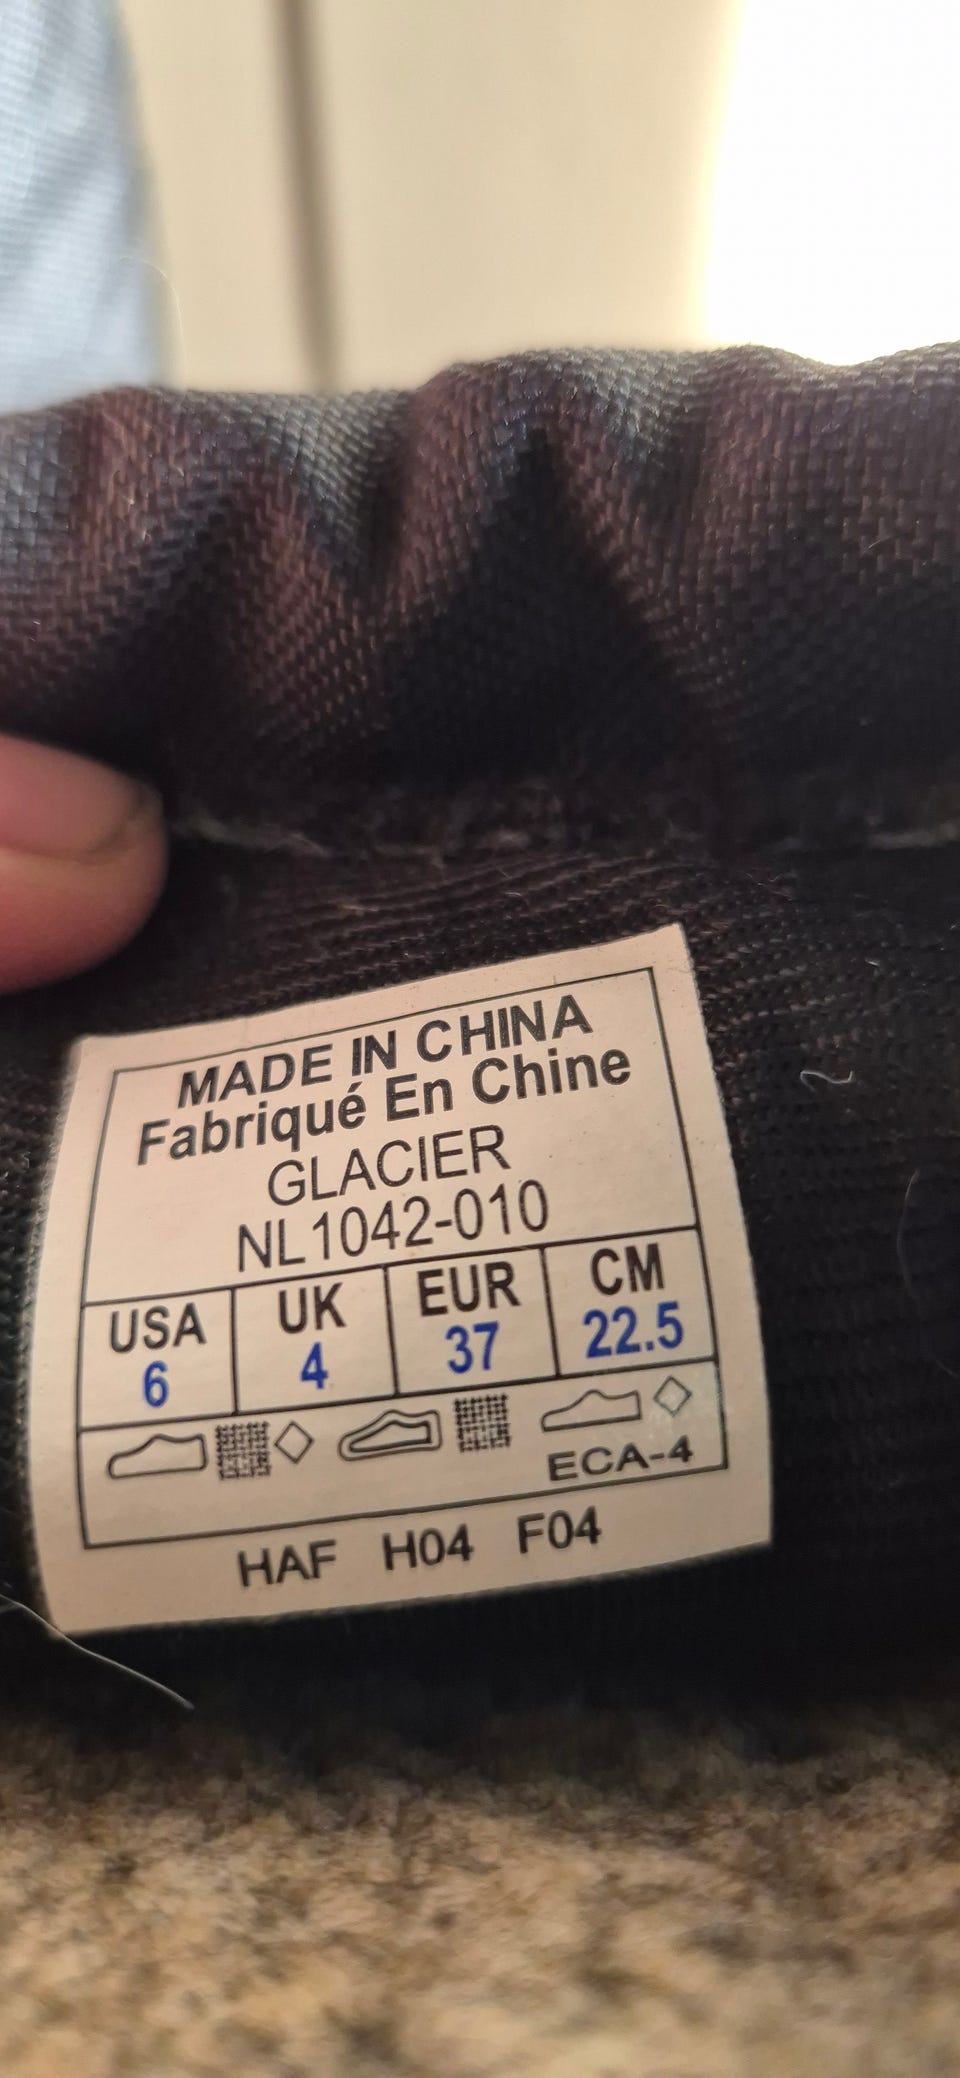 MADE IN CHINA
Fabriqué En Chine
GLACIER
NL1042-010
USA UK EUR CM
6 4 37 22.5
ECA-4
HAF H04 F04